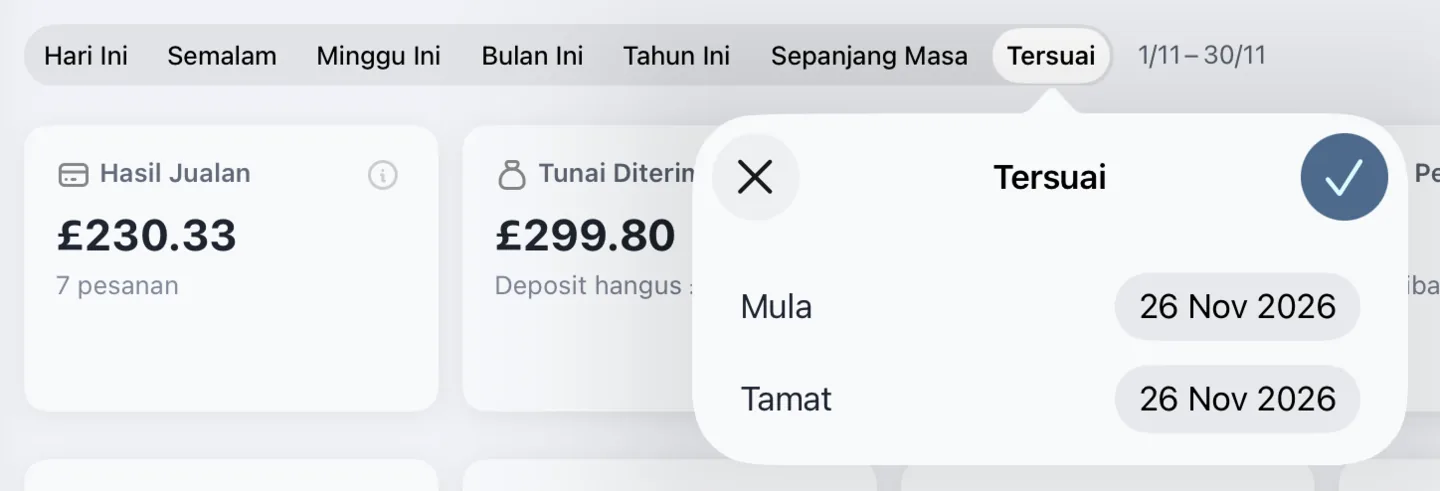 Hari Ini Semalam Minggu Ini Bulan Ini Tahun Ini Sepanjang Masa Tersuai 1/11 – 30/11
Hasil Jualan
£230.33
7 pesanan
Tunai
£299.80
Deposit hangus
Tersuai
Mula 26 Nov 2026
Tamat 26 Nov 2026